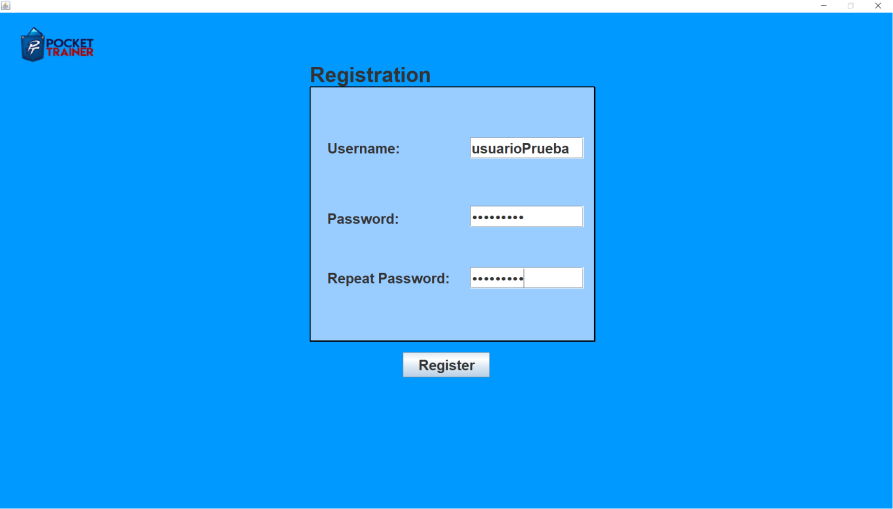 POCKET
TRAINER
Registration
Username: usuarioPrueba
Password: •••••••••
Repeat Password: •••••••••
Register